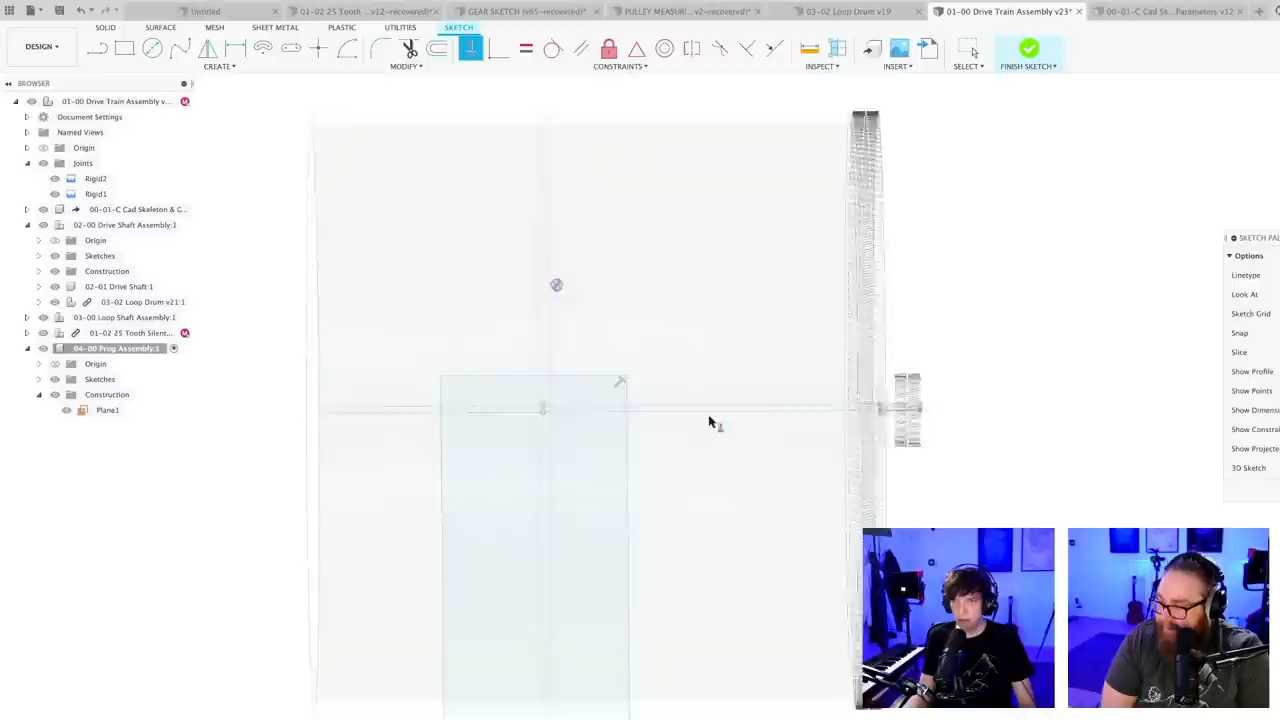 Untitled
01-02 25 Tooth ...v12~recovered)*
GEAR SKETCH (v65~recovered)*
PULLEY MEASURI...v2~recovered)*
03-02 Loop Drum v19
01-00 Drive Train Assembly v23*
00-01-C Cad Sk...Parameters v12
SOLID
SURFACE
MESH
SHEET METAL
PLASTIC
UTILITIES
SKETCH
DESIGN
CREATE
MODIFY
CONSTRAINTS
INSPECT
INSERT
SELECT
FINISH SKETCH
BROWSER
01-00 Drive Train Assembly v...
Document Settings
Named Views
Origin
Joints
Rigid2
Rigid1
00-01-C Cad Skeleton & G...
02-00 Drive Shaft Assembly:1
Origin
Sketches
Construction
02-01 Drive Shaft:1
03-02 Loop Drum v21:1
03-00 Loop Shaft Assembly:1
01-02 25 Tooth Silent...
04-00 Prog Assembly:1
Origin
Sketches
Construction
Plane1
SKETCH PAL
Options
Linetype
Look At
Sketch Grid
Snap
Slice
Show Profile
Show Points
Show Dimens
Show Constrai
Show Projecte
3D Sketch